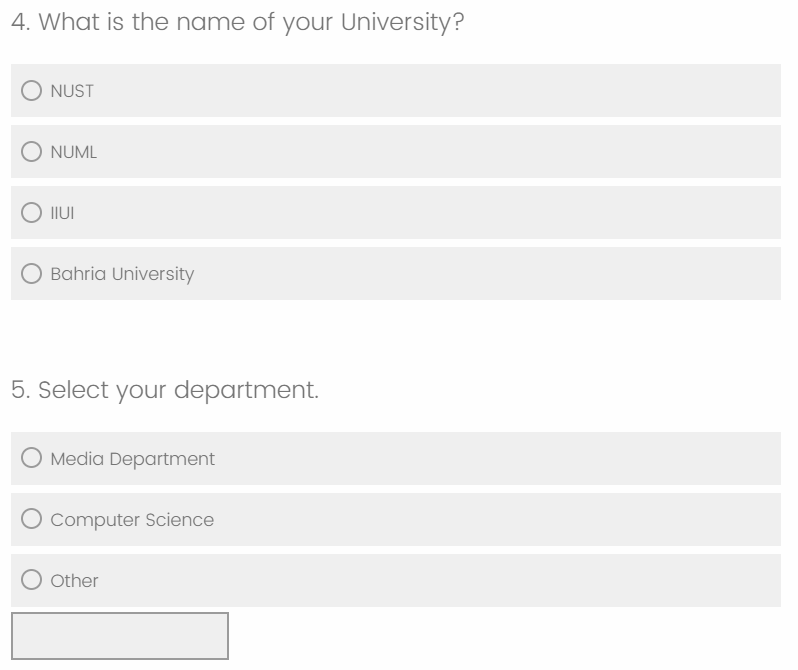 4. What is the name of your University?
NUST
NUML
IIUI
Bahria University
5. Select your department.
Media Department
Computer Science
Other